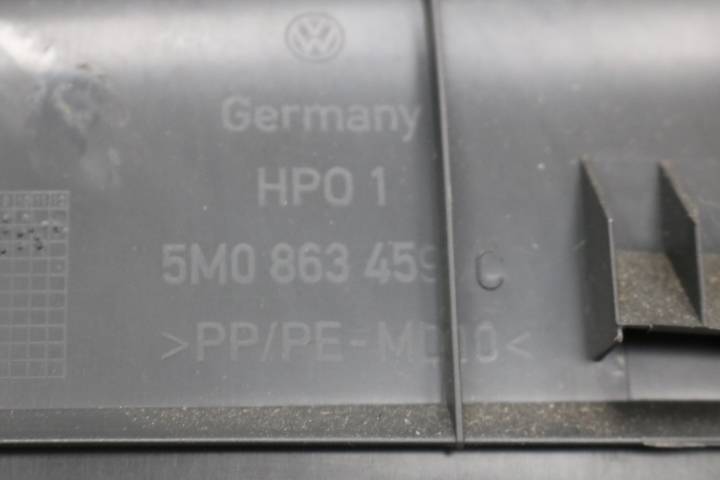 Germany
HPO 1
5M0 863 459 C
>PP/PE-MD10<